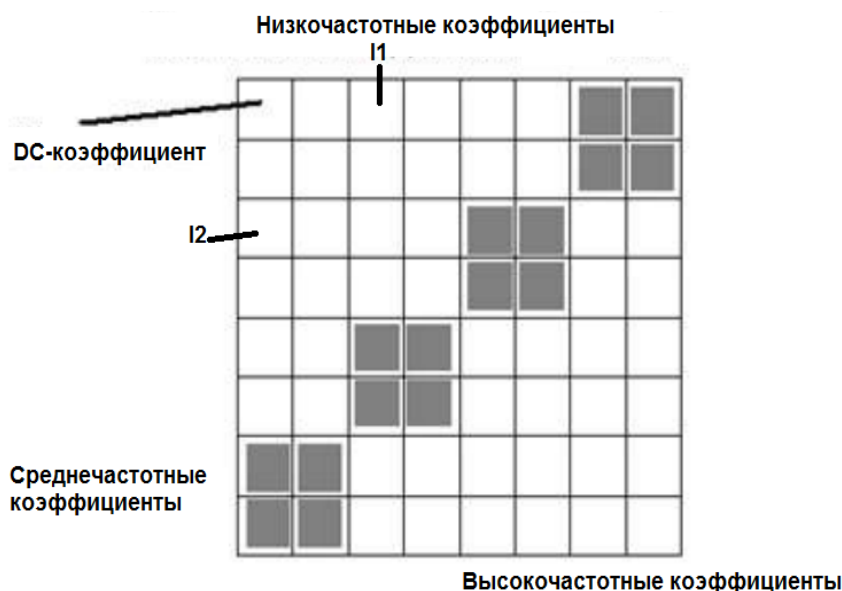 Низкочастотные коэффициенты
I1
DC-коэффициент
I2
Среднечастотные
коэффициенты
Высокочастотные коэффициенты